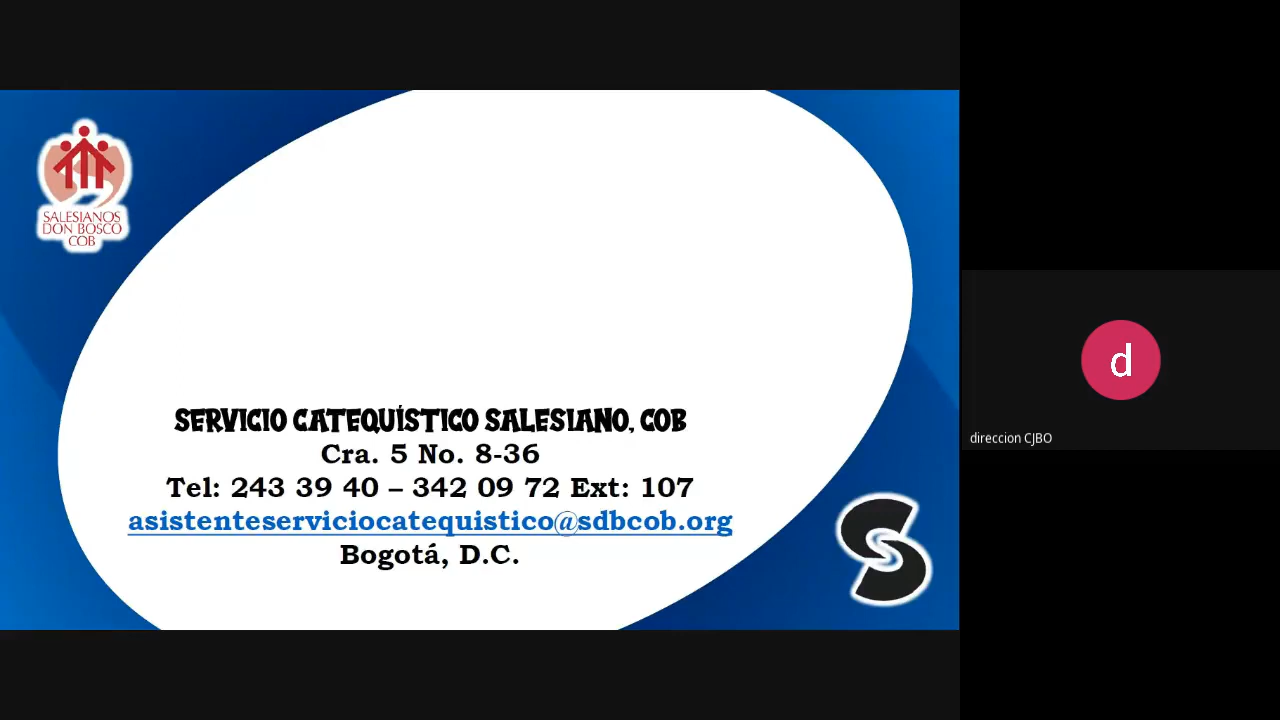 SALESIANOS
DON BOSCO
COB
SERVICIO CATEQUÍSTICO SALESIANO, COB
Cra. 5 No. 8-36
Tel: 243 39 40 – 342 09 72 Ext: 107
asistenteserviciocatequistico@sdbcob.org
Bogotá, D.C.
S
d
direccion CJBO